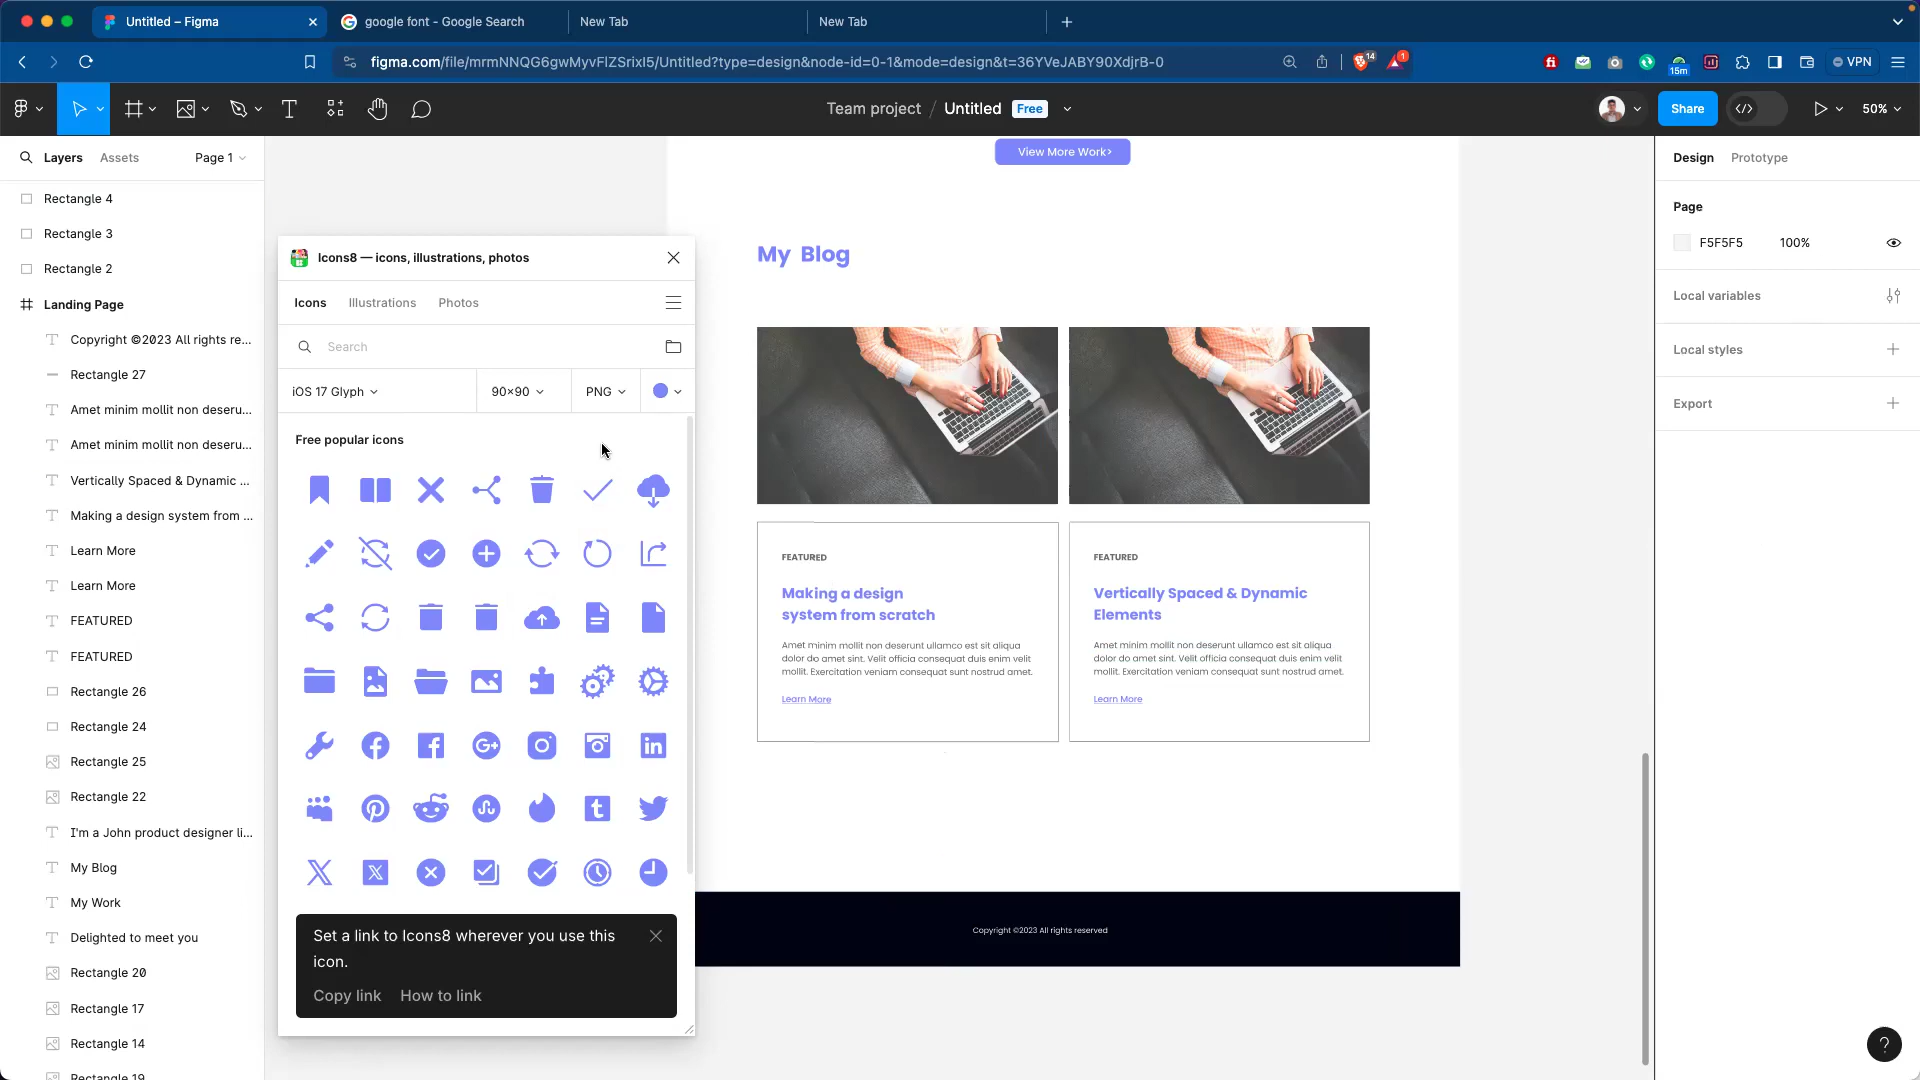 Untitled – Figma
google font - Google Search
New Tab
New Tab
figma.com/file/mrmNNQG6gwMyvFlZSrixI5/Untitled?type=design&node-id=0-1&mode=design&t=36YVeJABY90XdjrB-0
14
1
15m
VPN
Team project / Untitled Free
Share
50%
Layers
Assets
Page 1
Rectangle 4
Rectangle 3
Rectangle 2
Landing Page
Copyright ©2023 All rights re...
Rectangle 27
Amet minim mollit non deseru...
Amet minim mollit non deseru...
Vertically Spaced & Dynamic ...
Making a design system from ...
Learn More
Learn More
FEATURED
FEATURED
Rectangle 26
Rectangle 24
Rectangle 25
Rectangle 22
I'm a John product designer li...
My Blog
My Work
Delighted to meet you
Rectangle 20
Rectangle 17
Rectangle 14
Rectangle 19
Icons8 — icons, illustrations, photos
Icons
Illustrations
Photos
Search
iOS 17 Glyph
90×90
PNG
Free popular icons
Set a link to Icons8 wherever you use this
icon.
Copy link
How to link
View More Work>
My Blog
FEATURED
Making a design
system from scratch
Amet minim mollit non deserunt ullamco est sit aliqua
dolor do amet sint. Velit officia consequat duis enim velit
mollit. Exercitation veniam consequat sunt nostrud amet.
Learn More
FEATURED
Vertically Spaced & Dynamic
Elements
Amet minim mollit non deserunt ullamco est sit aliqua
dolor do amet sint. Velit officia consequat duis enim velit
mollit. Exercitation veniam consequat sunt nostrud amet.
Learn More
Copyright ©2023 All rights reserved
Design
Prototype
Page
F5F5F5
100%
Local variables
Local styles
Export
?